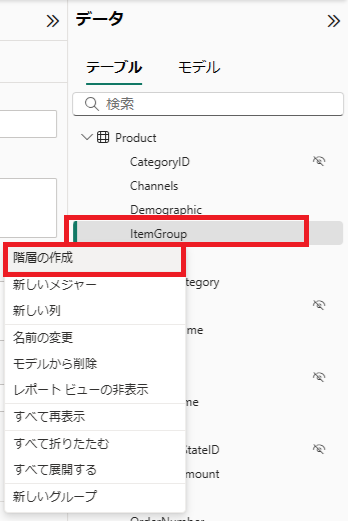 データ
テーブル
モデル
検索
Product
CategoryID
Channels
Demographic
ItemGroup
階層の作成
新しいメジャー
新しい列
名前の変更
モデルから削除
レポート ビューの非表示
すべて再表示
すべて折りたたむ
すべて展開する
新しいグループ
tegory
me
me
StateID
mount